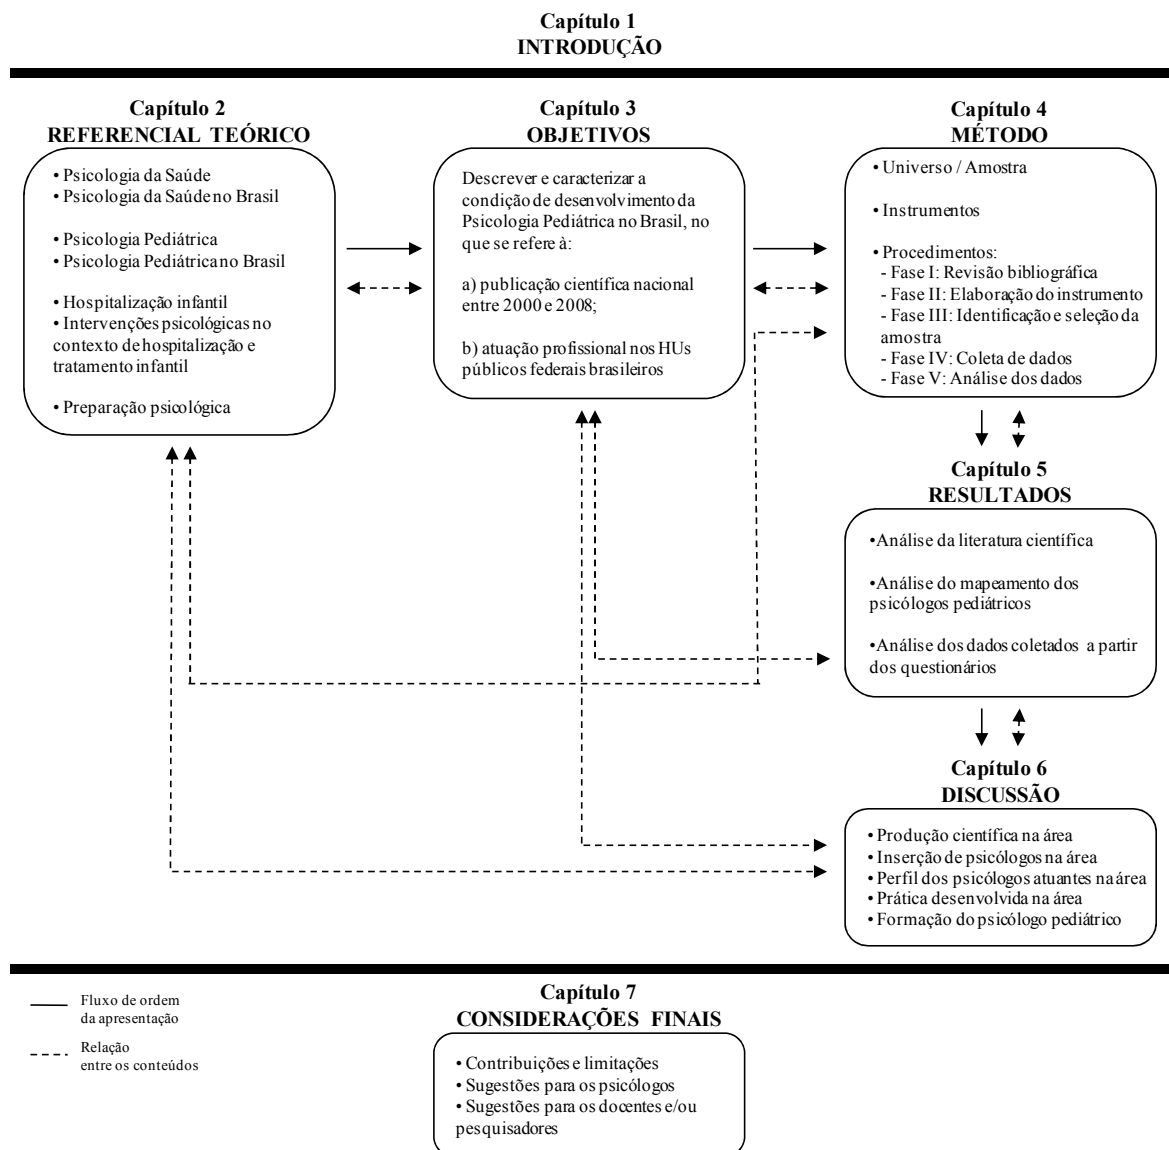 Capítulo 1
INTRODUÇÃO
Capítulo 2
REFERENCIAL TEÓRICO
• Psicologia da Saúde
• Psicologia da Saúde no Brasil
• Psicologia Pediátrica
• Psicologia Pediátrica no Brasil
• Hospitalização infantil
• Intervenções psicológicas no
contexto de hospitalização e
tratamento infantil
• Preparação psicológica
Capítulo 3
OBJETIVOS
Descrever e caracterizar a
condição de desenvolvimento da
Psicologia Pediátrica no Brasil, no
que se refere à:
a) publicação científica nacional
entre 2000 e 2008;
b) atuação profissional nos HUs
públicos federais brasileiros
Capítulo 4
MÉTODO
• Universo / Amostra
• Instrumentos
• Procedimentos:
- Fase I: Revisão bibliográfica
- Fase II: Elaboração do instrumento
- Fase III: Identificação e seleção da
amostra
- Fase IV: Coleta de dados
- Fase V: Análise dos dados
Capítulo 5
RESULTADOS
•Análise da literatura científica
•Análise do mapeamento dos
psicólogos pediátricos
•Análise dos dados coletados a partir
dos questionários
Capítulo 6
DISCUSSÃO
• Produção científica na área
• Inserção de psicólogos na área
• Perfil dos psicólogos atuantes na área
• Prática desenvolvida na área
• Formação do psicólogo pediátrico
Fluxo de ordem
da apresentação
Relação
entre os conteúdos
Capítulo 7
CONSIDERAÇÕES FINAIS
• Contribuições e limitações
• Sugestões para os psicólogos
• Sugestões para os docentes e/ou
pesquisadores